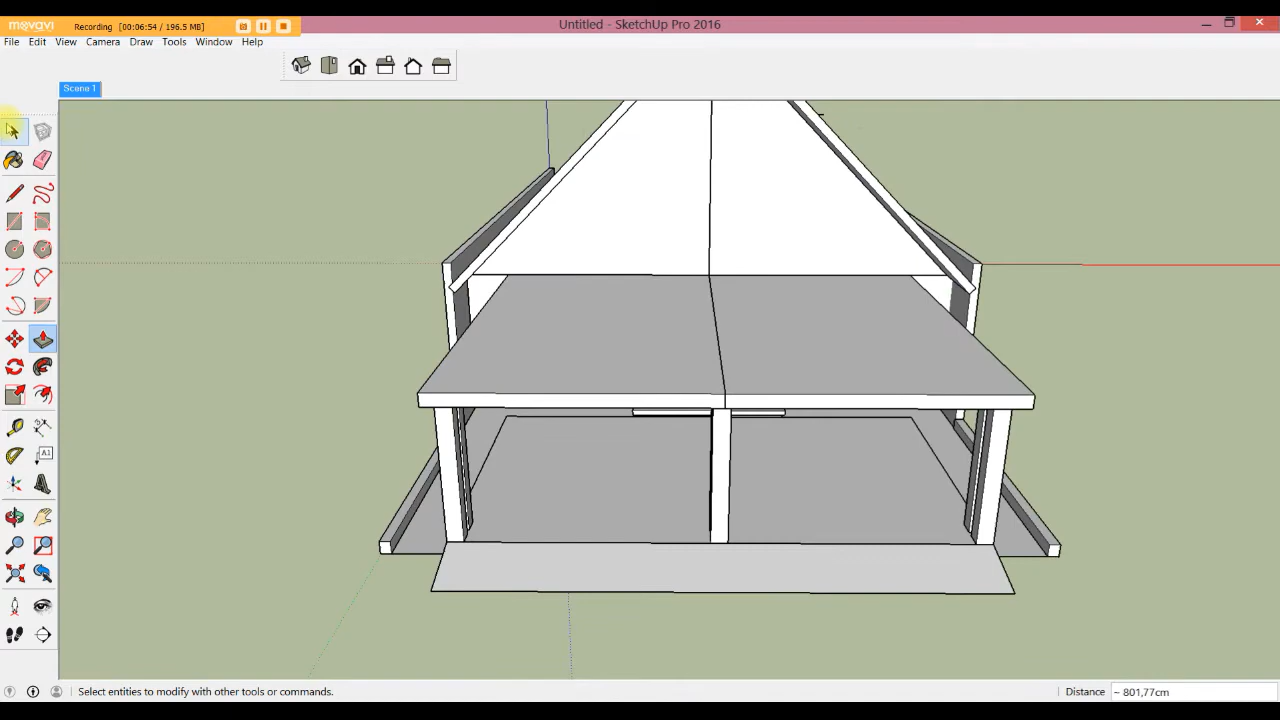 movavi
Recording [00:06:54 / 196.5 MB]
Untitled - SketchUp Pro 2016
File Edit View Camera Draw Tools Window Help
Scene 1
A1
Select entities to modify with other tools or commands.
Distance ~ 801,77cm